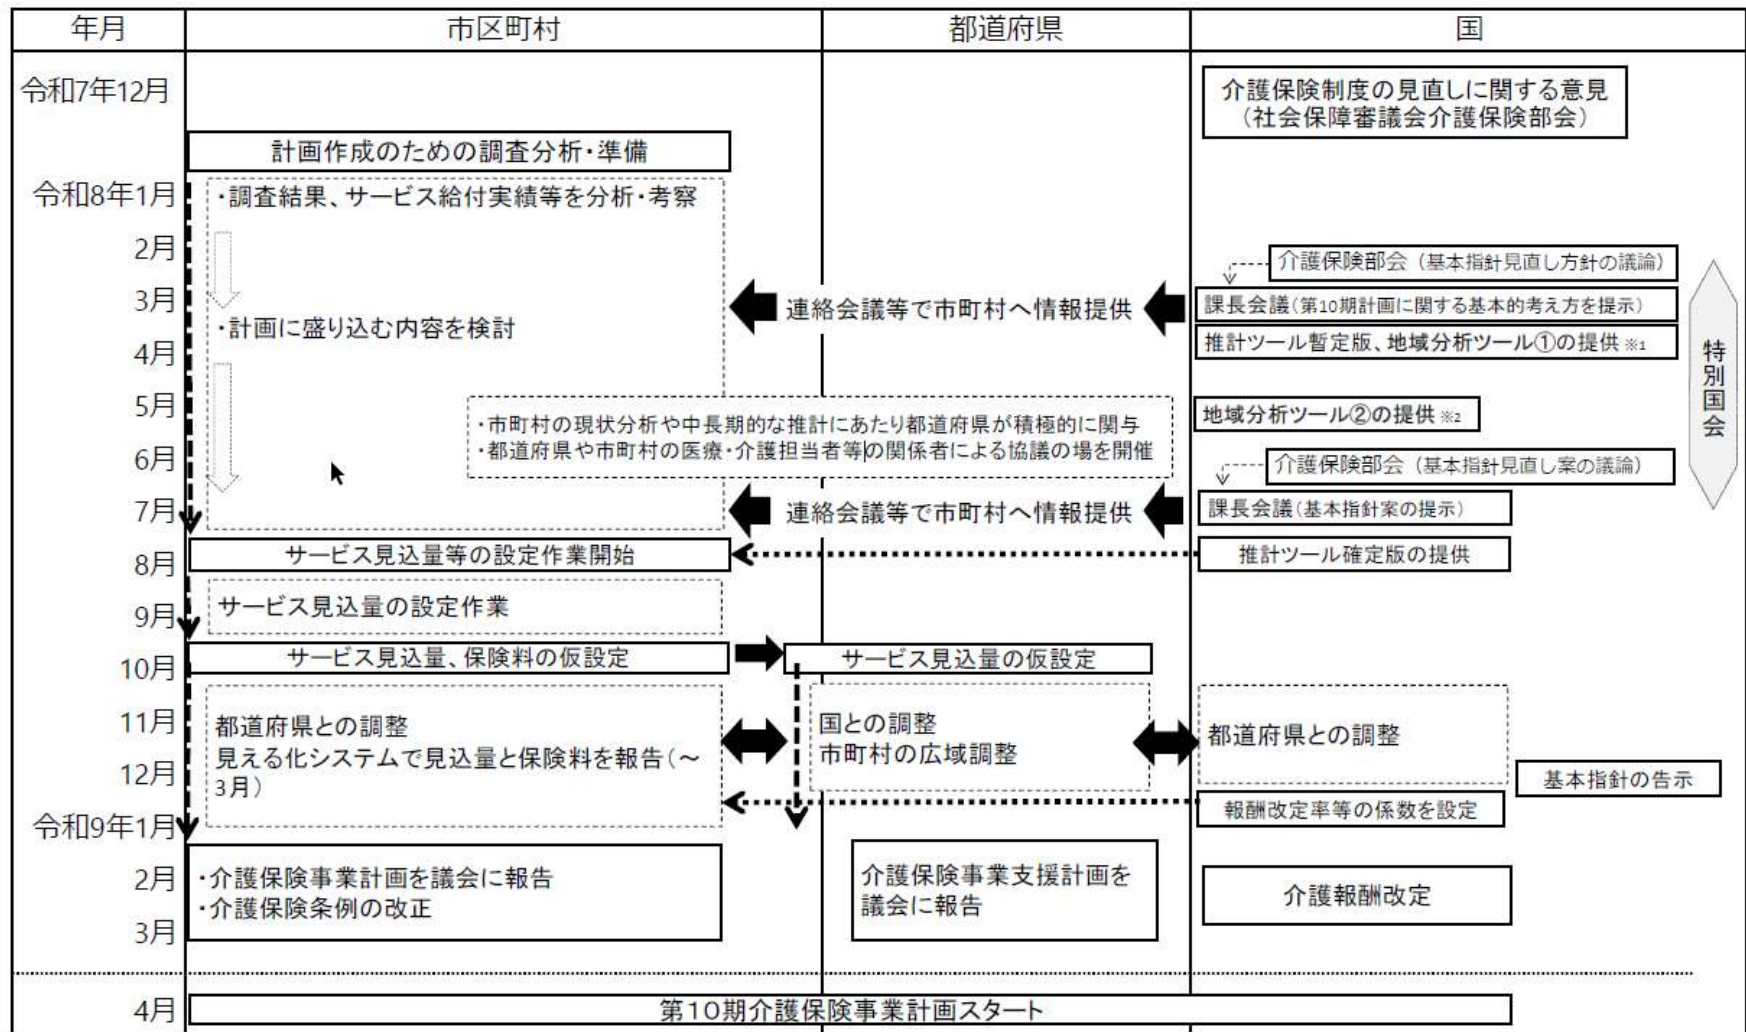 年月
市区町村
都道府県
国
令和7年12月
介護保険制度の見直しに関する意見
（社会保障審議会介護保険部会）
計画作成のための調査分析・準備
令和8年1月
・調査結果、サービス給付実績等を分析・考察
2月
介護保険部会（基本指針見直し方針の議論）
3月
連絡会議等で市町村へ情報提供
課長会議（第10期計画に関する基本的考え方を提示）
・計画に盛り込む内容を検討
4月
推計ツール暫定版、地域分析ツール①の提供 ※1
特別国会
5月
・市町村の現状分析や中長期的な推計にあたり都道府県が積極的に関与
・都道府県や市町村の医療・介護担当者等の関係者による協議の場を開催
地域分析ツール②の提供 ※2
6月
介護保険部会（基本指針見直し案の議論）
7月
連絡会議等で市町村へ情報提供
課長会議（基本指針案の提示）
8月
サービス見込量等の設定作業開始
推計ツール確定版の提供
9月
サービス見込量の設定作業
10月
サービス見込量、保険料の仮設定
サービス見込量の仮設定
11月
都道府県との調整
見える化システムで見込量と保険料を報告（～
3月）
国との調整
市町村の広域調整
都道府県との調整
12月
基本指針の告示
令和9年1月
報酬改定率等の係数を設定
2月
・介護保険事業計画を議会に報告
・介護保険条例の改正
介護保険事業支援計画を
議会に報告
介護報酬改定
3月
4月
第10期介護保険事業計画スタート